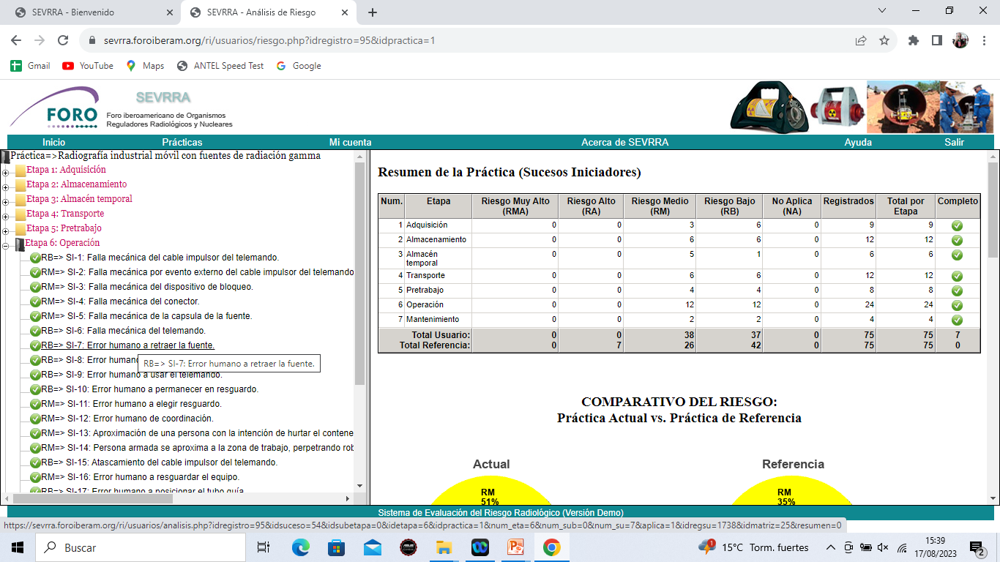 SEVRRA - Bienvenido
SEVRRA - Análisis de Riesgo
sevrra.foroiberam.org/ri/usuarios/riesgo.php?idregistro=95&idpractica=1
Gmail YouTube Maps ANTEL Speed Test Google
FORO
SEVRRA
Foro iberoamericano de Organismos
Reguladores Radiológicos y Nucleares
Inicio Prácticas Mi cuenta Acerca de SEVRRA Ayuda Salir
Práctica=>Radiografía industrial móvil con fuentes de radiación gamma
Etapa 1: Adquisición
Etapa 2: Almacenamiento
Etapa 3: Almacén temporal
Etapa 4: Transporte
Etapa 5: Pretrabajo
Etapa 6: Operación
RB=> SI-1: Falla mecánica del cable impulsor del telemando.
RM=> SI-2: Falla mecánica por evento externo del cable impulsor del telemando
RM=> SI-3: Falla mecánica del dispositivo de bloqueo.
RM=> SI-4: Falla mecánica del conector.
RM=> SI-5: Falla mecánica de la capsula de la fuente.
RB=> SI-6: Falla mecánica del telemando.
RB=> SI-7: Error humano a retraer la fuente.
RB=> SI-8: Error human
RB=> SI-7: Error humano a retraer la fuente.
RB=> SI-9: Error humano a usar el telemando.
RB=> SI-10: Error humano a permanecer en resguardo.
RM=> SI-11: Error humano a elegir resguardo.
RM=> SI-12: Error humano de coordinación.
RM=> SI-13: Aproximación de una persona con la intención de hurtar el contene
RM=> SI-14: Persona armada se aproxima a la zona de trabajo, perpetrando rob
RB=> SI-15: Atascamiento del cable impulsor del telemando.
RM=> SI-16: Error humano a resguardar el equipo.
RB=> SI-17: Error humano a posicionar el tubo guía
Resumen de la Práctica (Sucesos Iniciadores)
Num. Etapa Riesgo Muy Alto (RMA) Riesgo Alto (RA) Riesgo Medio (RM) Riesgo Bajo (RB) No Aplica (NA) Registrados Total por Etapa Completo
1 Adquisición 0 0 3 6 0 9 9
2 Almacenamiento 0 0 6 6 0 12 12
3 Almacén temporal 0 0 5 1 0 6 6
4 Transporte 0 0 6 6 0 12 12
5 Pretrabajo 0 0 4 4 0 8 8
6 Operación 0 0 12 12 0 24 24
7 Mantenimiento 0 0 2 2 0 4 4
Total Usuario: 0 0 38 37 0 75 75 7
Total Referencia: 0 7 26 42 0 75 75 0
COMPARATIVO DEL RIESGO:
Práctica Actual vs. Práctica de Referencia
Actual Referencia
RM RM
51% 35%
Sistema de Evaluación del Riesgo Radiológico (Versión Demo)
https://sevrra.foroiberam.org/ri/usuarios/analisis.php?idregistro=95&idsuceso=54&idsubetapa=0&idetapa=6&idpractica=1&num_eta=6&num_sub=0&num_su=7&aplica=1&idregsu=1738&idmatriz=25&resumen=0
Buscar
1
15°C Torm. fuertes
15:39
17/08/2023
2